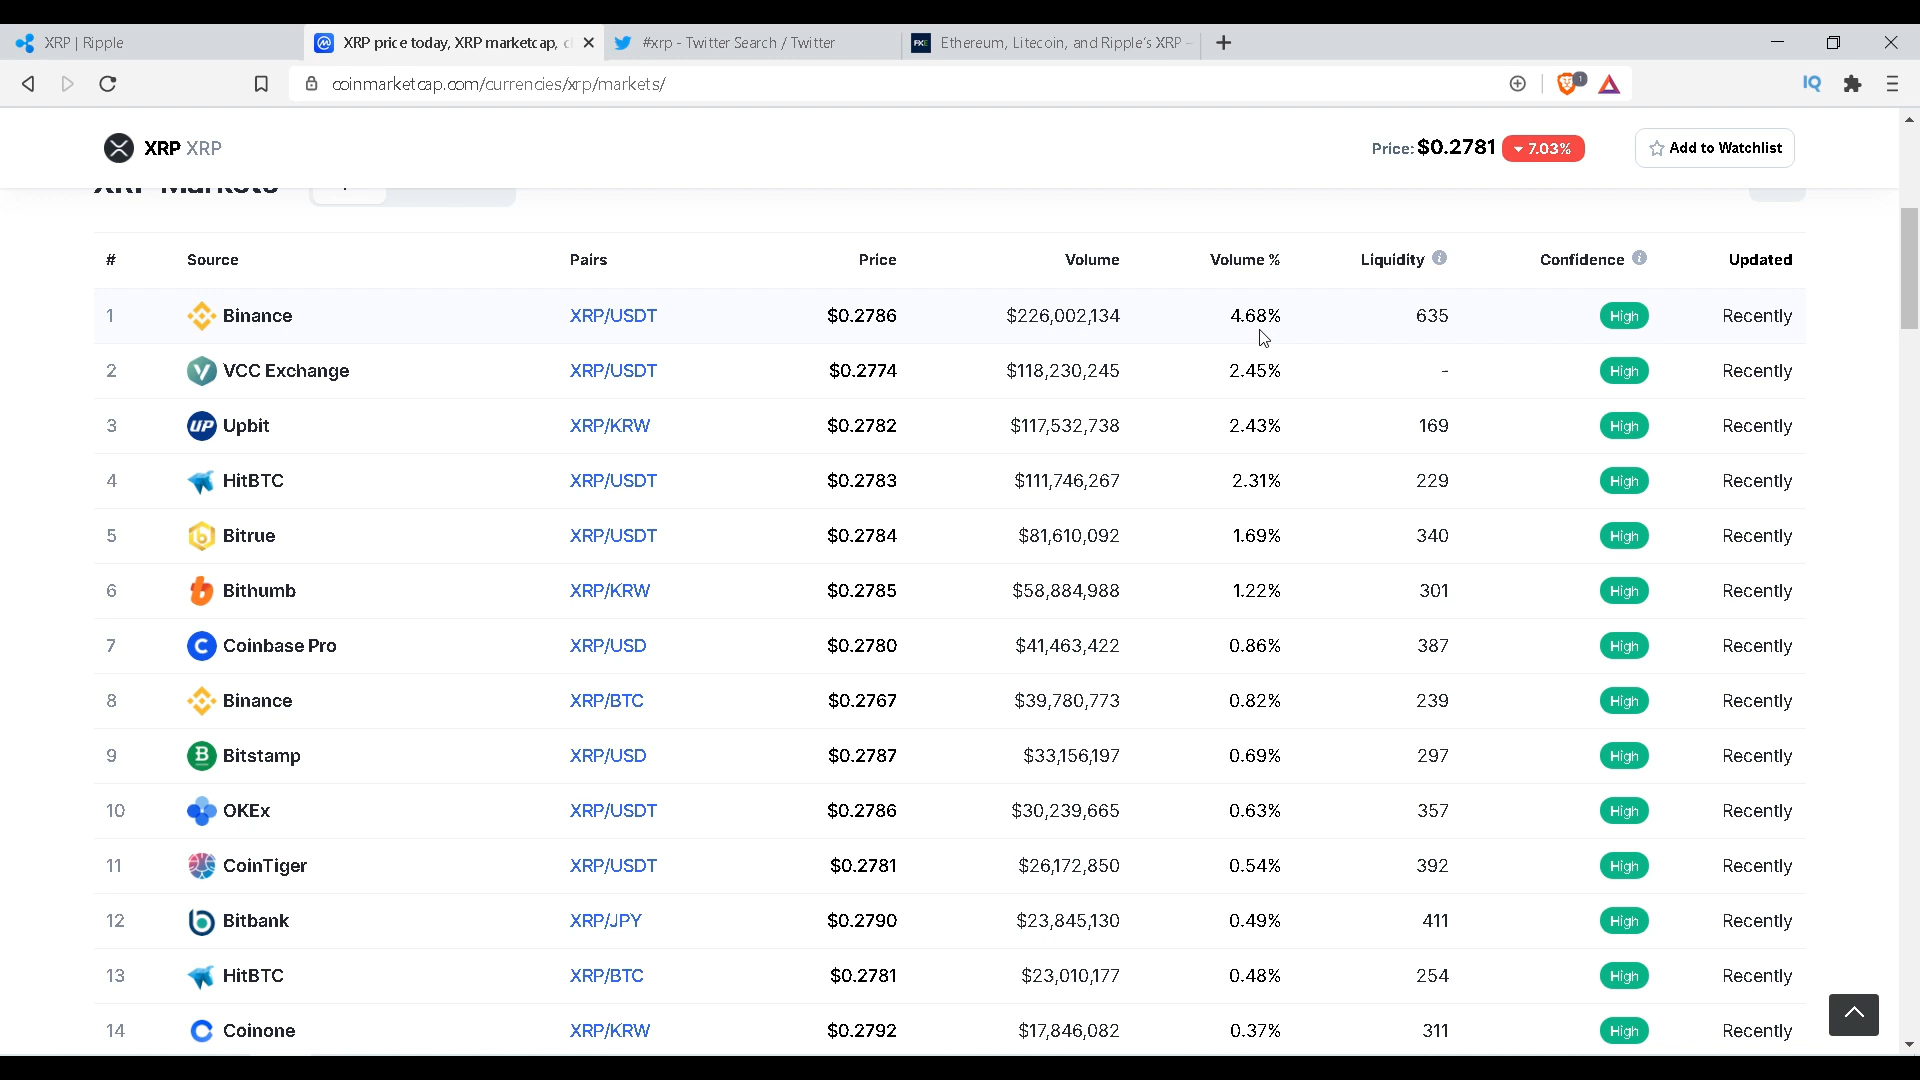 XRP | Ripple
XRP price today, XRP marketcap, c
#xrp - Twitter Search / Twitter
FXE Ethereum, Litecoin, and Ripple's XRP -
coinmarketcap.com/currencies/xrp/markets/
1
IQ
XRP XRP
Price: $0.2781 7.03%
Add to Watchlist
XRP Markets
# Source Pairs Price Volume Volume % Liquidity Confidence Updated
1 Binance XRP/USDT $0.2786 $226,002,134 4.68% 635 High Recently
2 VCC Exchange XRP/USDT $0.2774 $118,230,245 2.45% - High Recently
3 UP Upbit XRP/KRW $0.2782 $117,532,738 2.43% 169 High Recently
4 HitBTC XRP/USDT $0.2783 $111,746,267 2.31% 229 High Recently
5 Bitrue XRP/USDT $0.2784 $81,610,092 1.69% 340 High Recently
6 Bithumb XRP/KRW $0.2785 $58,884,988 1.22% 301 High Recently
7 Coinbase Pro XRP/USD $0.2780 $41,463,422 0.86% 387 High Recently
8 Binance XRP/BTC $0.2767 $39,780,773 0.82% 239 High Recently
9 Bitstamp XRP/USD $0.2787 $33,156,197 0.69% 297 High Recently
10 OKEx XRP/USDT $0.2786 $30,239,665 0.63% 357 High Recently
11 CoinTiger XRP/USDT $0.2781 $26,172,850 0.54% 392 High Recently
12 Bitbank XRP/JPY $0.2790 $23,845,130 0.49% 411 High Recently
13 HitBTC XRP/BTC $0.2781 $23,010,177 0.48% 254 High Recently
14 Coinone XRP/KRW $0.2792 $17,846,082 0.37% 311 High Recently